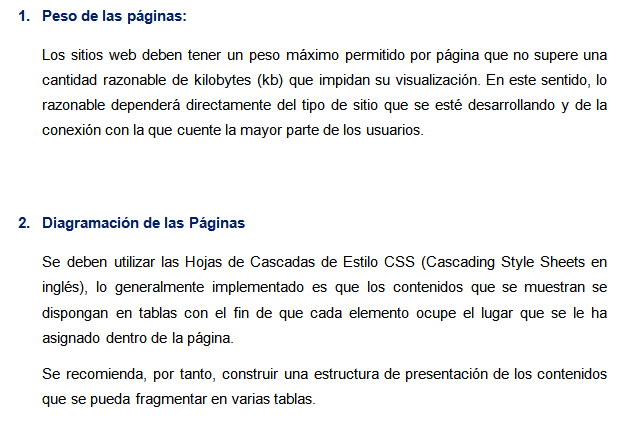 1. Peso de las páginas:
Los sitios web deben tener un peso máximo permitido por página que no supere una
cantidad razonable de kilobytes (kb) que impidan su visualización. En este sentido, lo
razonable dependerá directamente del tipo de sitio que se esté desarrollando y de la
conexión con la que cuente la mayor parte de los usuarios.
2. Diagramación de las Páginas
Se deben utilizar las Hojas de Cascadas de Estilo CSS (Cascading Style Sheets en
inglés), lo generalmente implementado es que los contenidos que se muestran se
dispongan en tablas con el fin de que cada elemento ocupe el lugar que se le ha
asignado dentro de la página.
Se recomienda, por tanto, construir una estructura de presentación de los contenidos
que se pueda fragmentar en varias tablas.